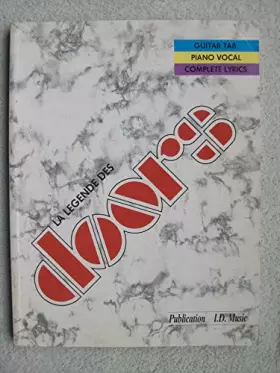 GUITAR TAB
PIANO VOCAL
COMPLETE LYRICS
LA LEGENDE DES
doors
Publication I.D. Music